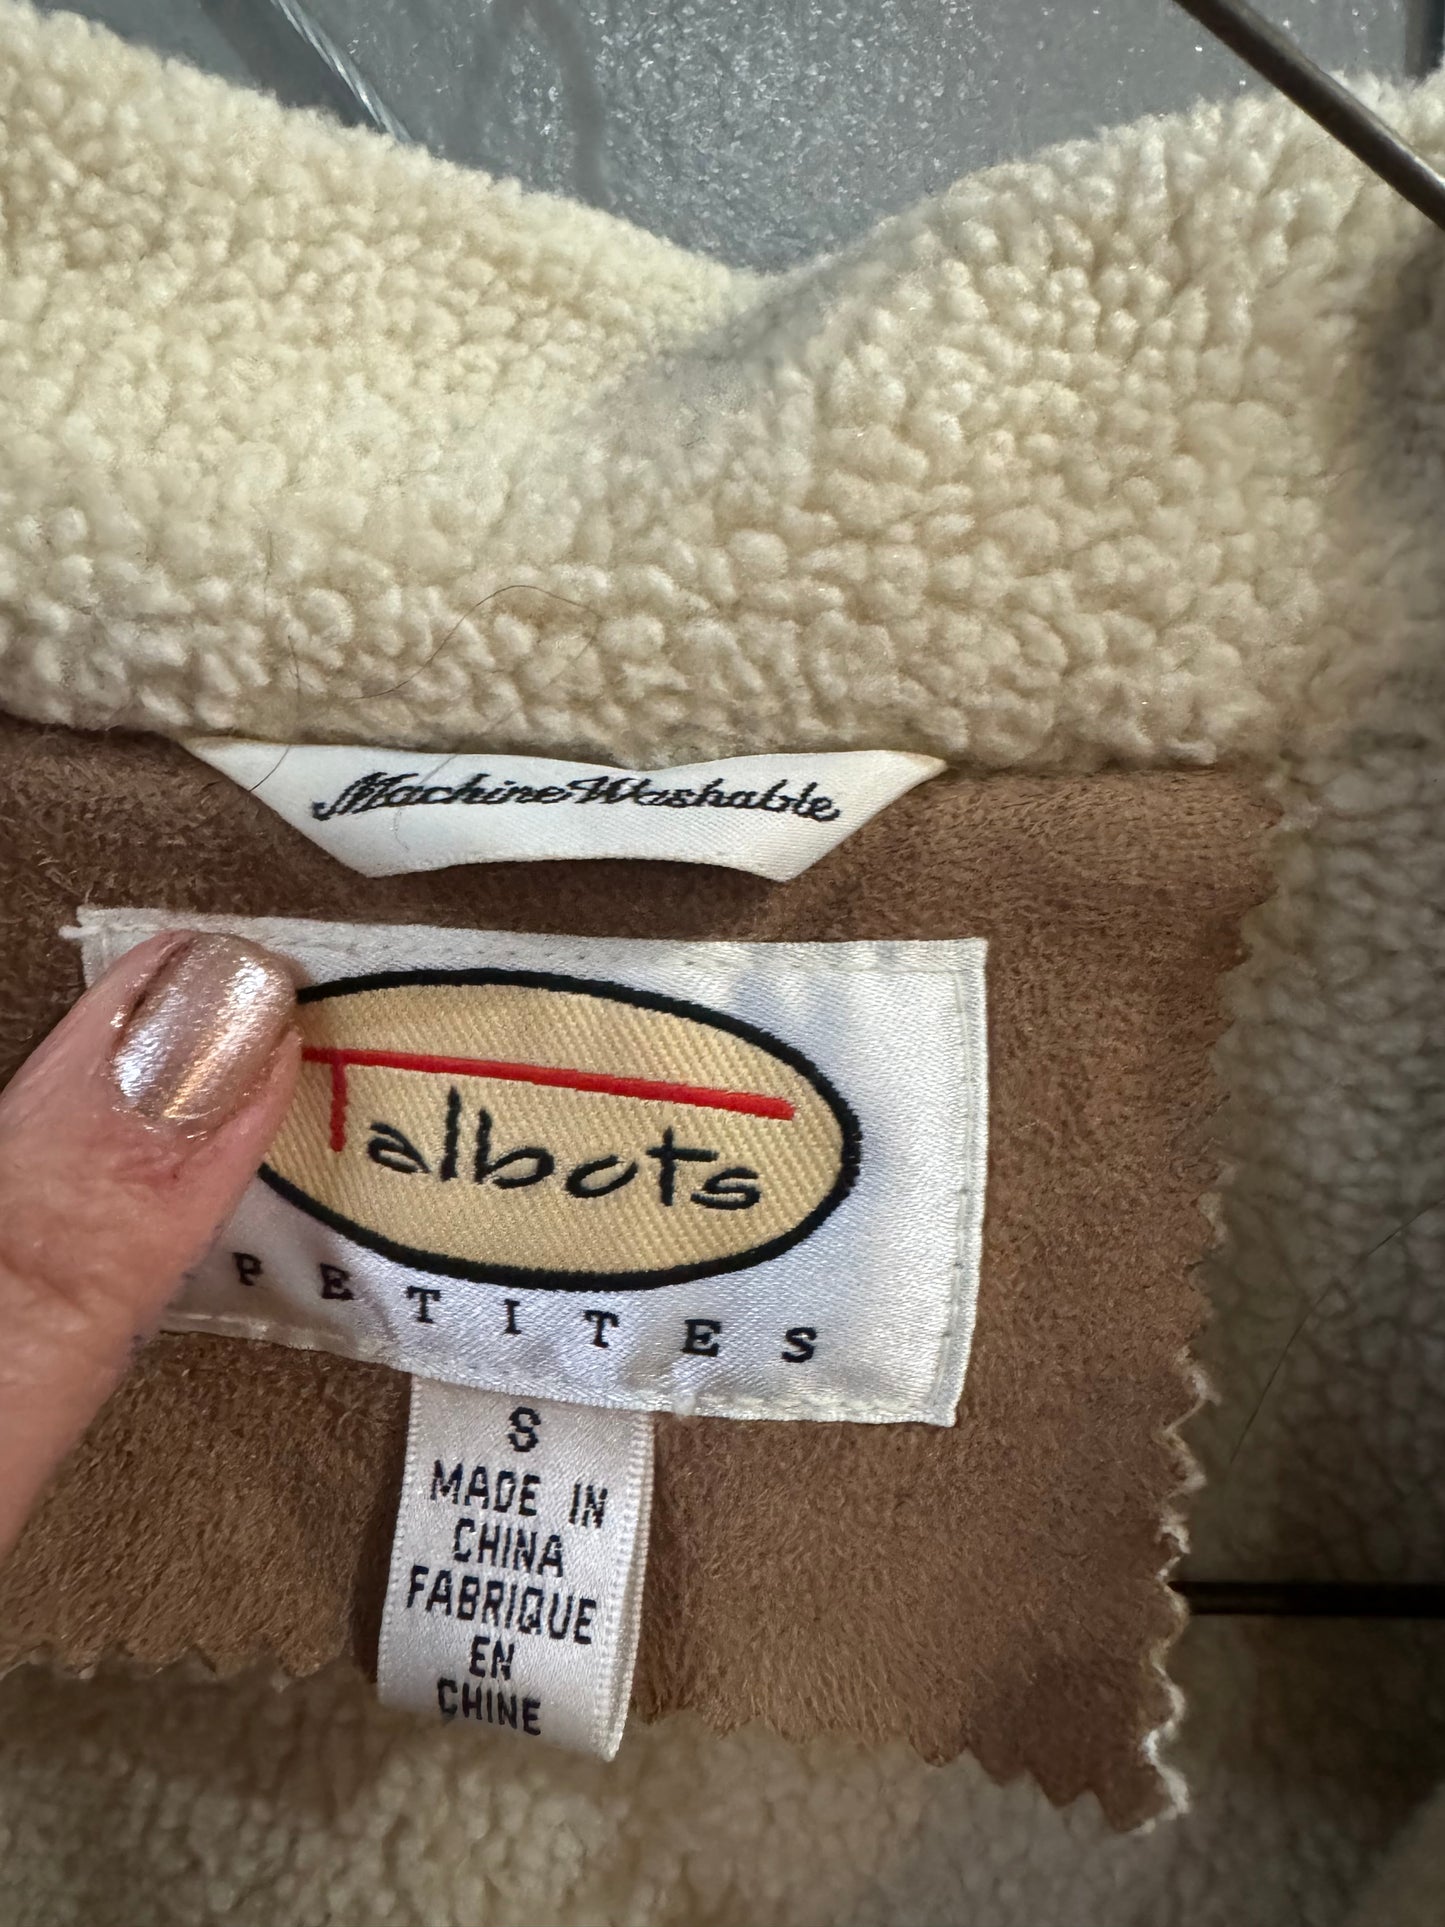 Machine Washable
Talbots
PETITES
S
MADE IN
CHINA
FABRIQUE
EN
CHINE